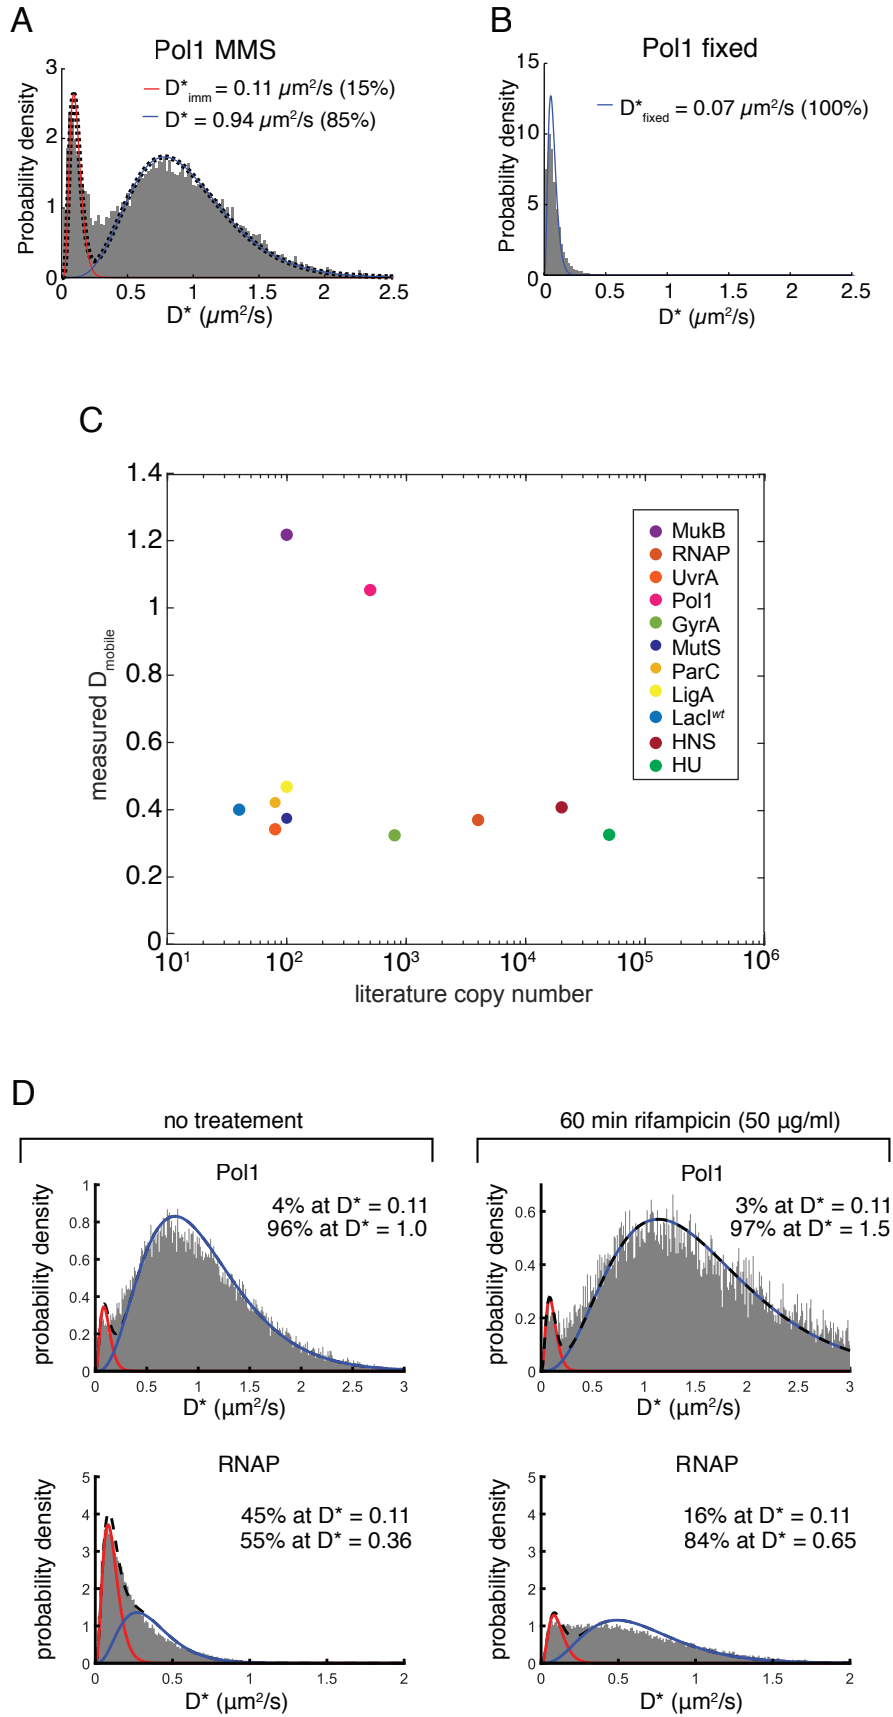 A
Pol1 MMS
D*imm = 0.11 µm²/s (15%)
D* = 0.94 µm²/s (85%)
Probability density
3
2
1
0
0 0.5 1 1.5 2 2.5
D* (µm²/s)
B
Pol1 fixed
D*fixed = 0.07 µm²/s (100%)
Probability density
15
10
5
0
0 0.5 1 1.5 2 2.5
D* (µm²/s)
C
measured Dmobile
1.4
1.2
1
0.8
0.6
0.4
0.2
0
10¹ 10² 10³ 10⁴ 10⁵ 10⁶
literature copy number
MukB
RNAP
UvrA
Pol1
GyrA
MutS
ParC
LigA
LacIwt
HNS
HU
D
no treatement
Pol1
4% at D* = 0.11
96% at D* = 1.0
probability density
1
0.8
0.6
0.4
0.2
0
0 0.5 1 1.5 2 2.5 3
D* (µm²/s)
60 min rifampicin (50 µg/ml)
Pol1
3% at D* = 0.11
97% at D* = 1.5
probability density
0.6
0.4
0.2
0
0 0.5 1 1.5 2 2.5 3
D* (µm²/s)
RNAP
45% at D* = 0.11
55% at D* = 0.36
probability density
5
4
3
2
1
0
0 0.5 1 1.5 2
D* (µm²/s)
RNAP
16% at D* = 0.11
84% at D* = 0.65
probability density
5
4
3
2
1
0
0 0.5 1 1.5 2
D* (µm²/s)